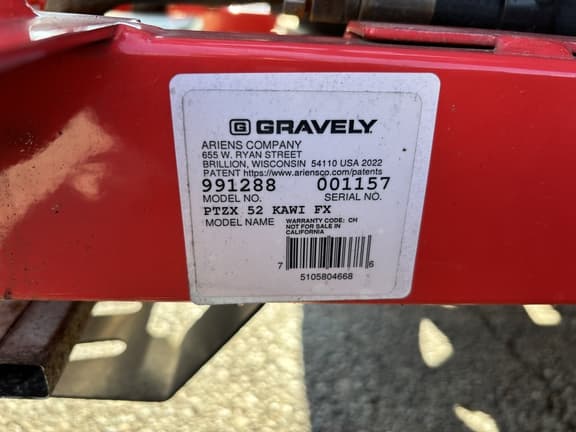 G GRAVELY
ARIENS COMPANY
655 W. RYAN STREET
BRILLION, WISCONSIN 54110 USA 2022
PATENT https://www.ariensco.com/patents
991288 001157
MODEL NO. SERIAL NO.
PTZX 52 KAWI FX
MODEL NAME WARRANTY CODE: CH
NOT FOR SALE IN
CALIFORNIA
7 6
5105804668